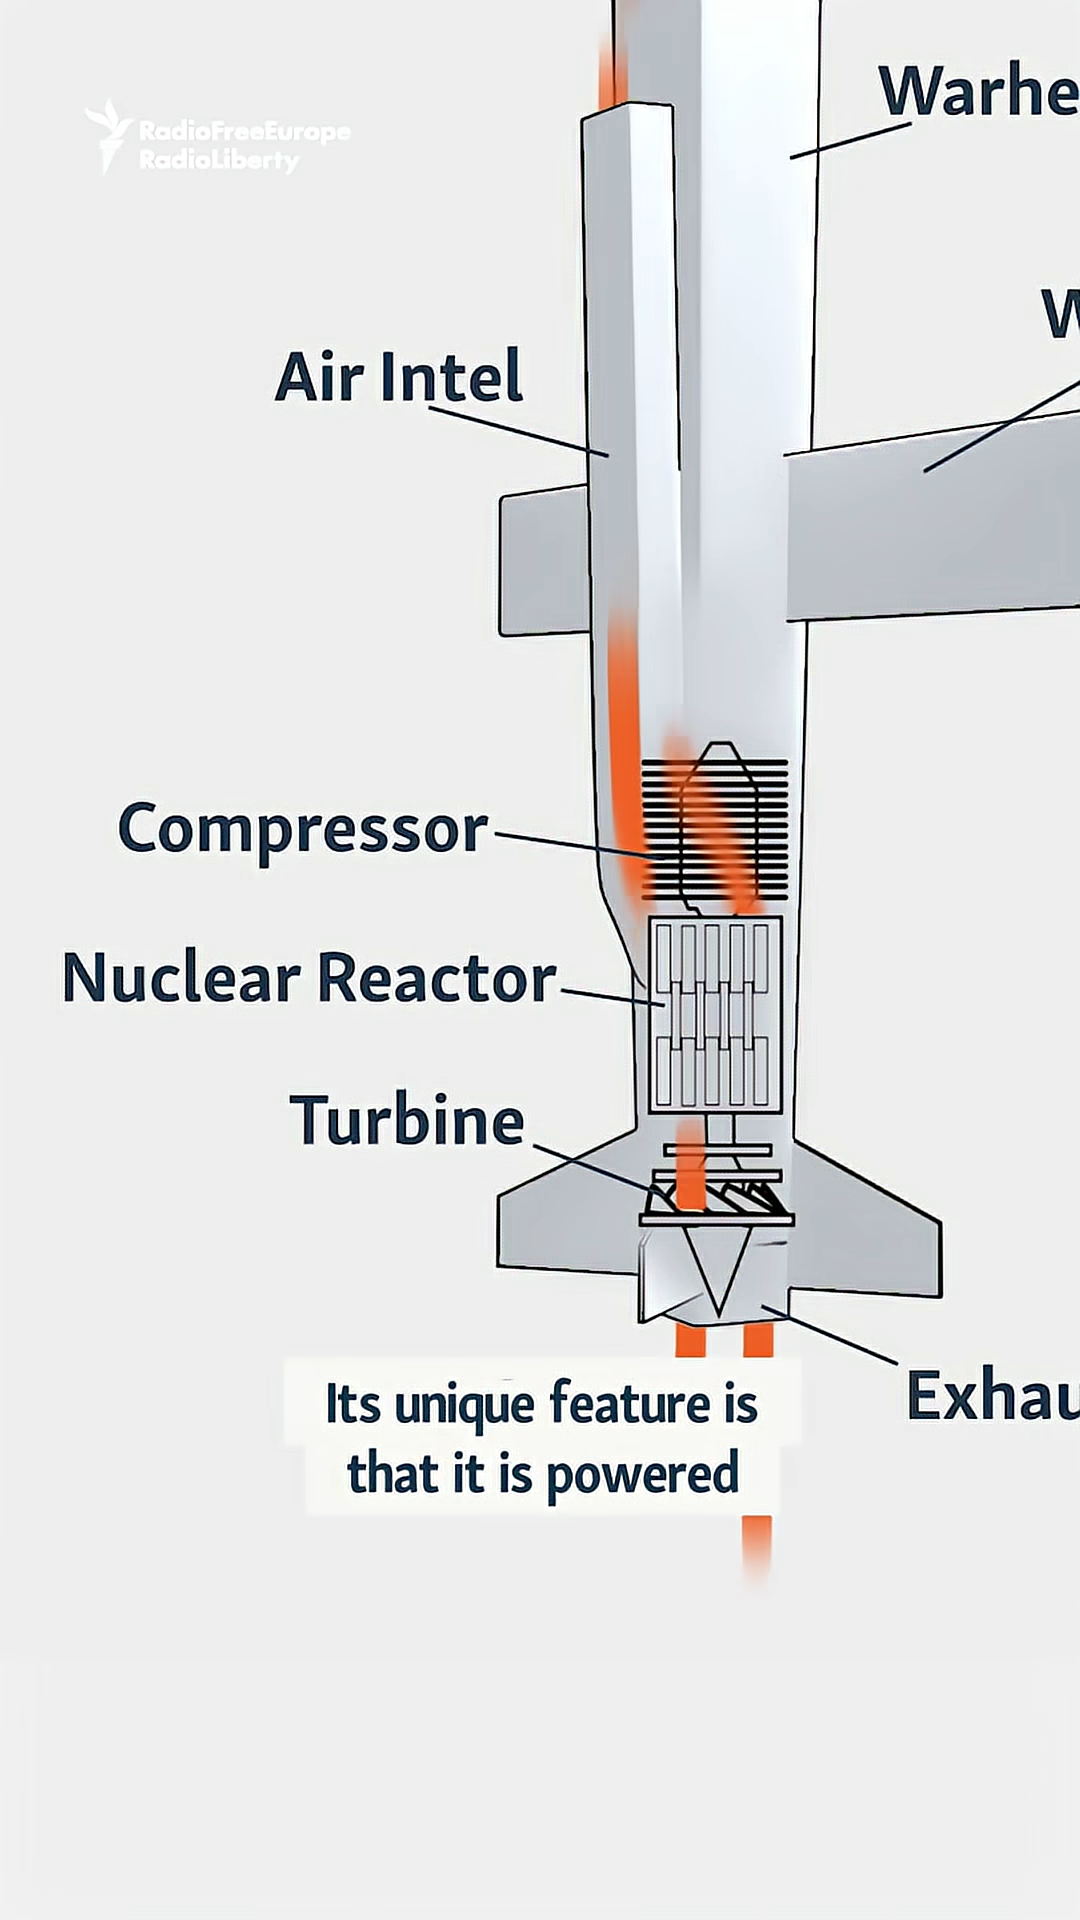 RadioFreeEurope
RadioLiberty
Warhe
W
Air Intel
Compressor
Nuclear Reactor
Turbine
Exhau
Its unique feature is
that it is powered